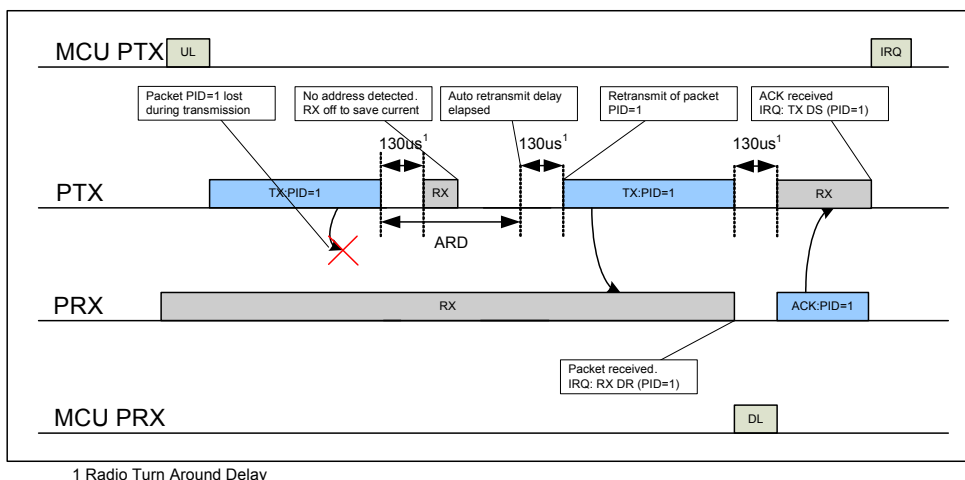 MCU PTX
UL
IRQ
Packet PID=1 lost
during transmission
No address detected.
RX off to save current
Auto retransmit delay
elapsed
Retransmit of packet
PID=1
ACK received
IRQ: TX DS (PID=1)
130us1
130us1
130us1
PTX
TX:PID=1
RX
TX:PID=1
RX
ARD
PRX
RX
ACK:PID=1
Packet received.
IRQ: RX DR (PID=1)
MCU PRX
DL
1 Radio Turn Around Delay